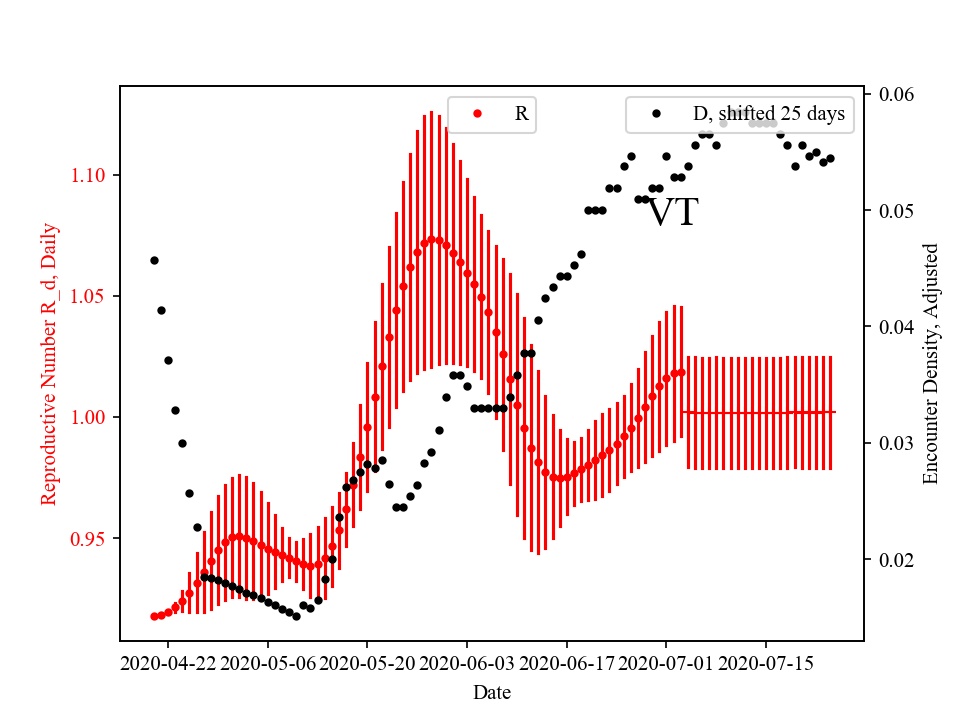 R
D, shifted 25 days
VT
Reproductive Number R_d, Daily
1.10
1.05
1.00
0.95
0.06
0.05
0.04
0.03
0.02
Encounter Density, Adjusted
2020-04-22
2020-05-06
2020-05-20
2020-06-03
2020-06-17
2020-07-01
2020-07-15
Date